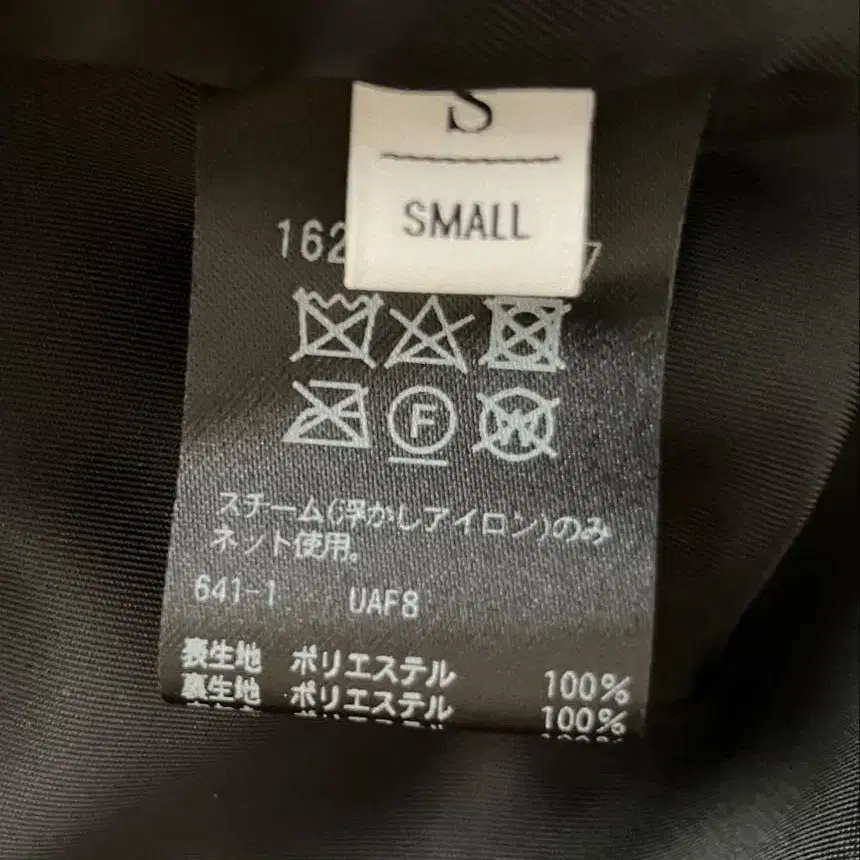 S
SMALL
162 7
F W
スチーム(浮かしアイロン)のみ
ネット使用。
641-1 UAF8
表生地 ポリエステル 100%
裏生地 ポリエステル 100%